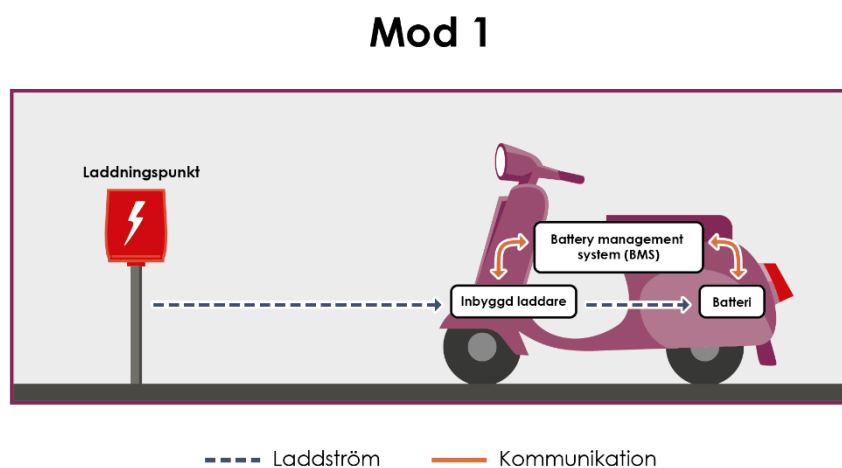 Mod 1
Laddningspunkt
Battery management
system (BMS)
Inbyggd laddare
Batteri
Laddström
Kommunikation